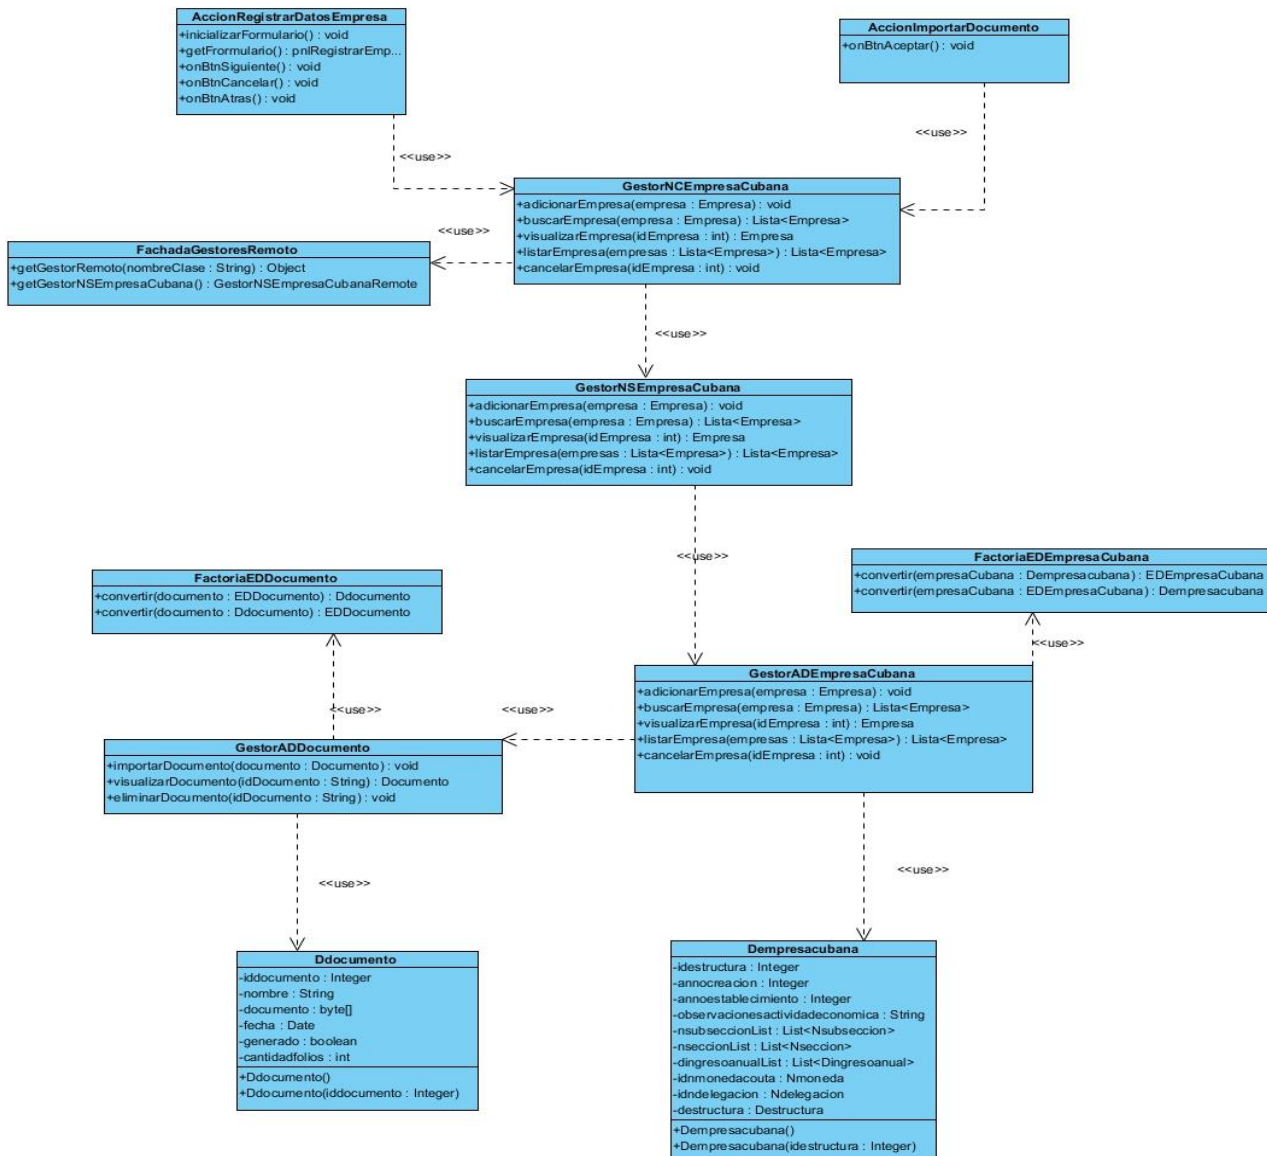 AccionRegistrarDatosEmpresa
+inicializarFormulario() : void
+getFrormulario() : pnlRegistrarEmp...
+onBtnSiguiente() : void
+onBtnCancelar() : void
+onBtnAtras() : void
AccionImportarDocumento
+onBtnAceptar() : void
<<use>>
<<use>>
GestorNCEmpresaCubana
+adicionarEmpresa(empresa : Empresa) : void
+buscarEmpresa(empresa : Empresa) : Lista<Empresa>
+visualizarEmpresa(idEmpresa : int) : Empresa
+listarEmpresa(empresas : Lista<Empresa>) : Lista<Empresa>
+cancelarEmpresa(idEmpresa : int) : void
<<use>>
FachadaGestoresRemoto
+getGestorRemoto(nombreClase : String) : Object
+getGestorNSEmpresaCubana() : GestorNSEmpresaCubanaRemote
<<use>>
GestorNSEmpresaCubana
+adicionarEmpresa(empresa : Empresa) : void
+buscarEmpresa(empresa : Empresa) : Lista<Empresa>
+visualizarEmpresa(idEmpresa : int) : Empresa
+listarEmpresa(empresas : Lista<Empresa>) : Lista<Empresa>
+cancelarEmpresa(idEmpresa : int) : void
<<use>>
FactoriaEDEmpresaCubana
+convertir(empresaCubana : Dempresacubana) : EDEmpresaCubana
+convertir(empresaCubana : EDEmpresaCubana) : Dempresacubana
FactoriaEDDocumento
+convertir(documento : EDDocumento) : Ddocumento
+convertir(documento : Ddocumento) : EDDocumento
<<use>>
GestorADEmpresaCubana
+adicionarEmpresa(empresa : Empresa) : void
+buscarEmpresa(empresa : Empresa) : Lista<Empresa>
+visualizarEmpresa(idEmpresa : int) : Empresa
+listarEmpresa(empresas : Lista<Empresa>) : Lista<Empresa>
+cancelarEmpresa(idEmpresa : int) : void
<<use>>
<<use>>
GestorADDocumento
+importarDocumento(documento : Documento) : void
+visualizarDocumento(idDocumento : String) : Documento
+eliminarDocumento(idDocumento : String) : void
<<use>>
<<use>>
Ddocumento
-iddocumento : Integer
-nombre : String
-documento : byte[]
-fecha : Date
-generado : boolean
-cantidadfolios : int
+Ddocumento()
+Ddocumento(iddocumento : Integer)
Dempresacubana
-idestructura : Integer
-annocreacion : Integer
-annoestablecimiento : Integer
-observacionesactividadeconomica : String
-nsubseccionList : List<Nsubseccion>
-nseccionList : List<Nseccion>
-dingresoanualList : List<Dingresoanual>
-idnmonedacouta : Nmoneda
-idndelegacion : Ndelegacion
-destructura : Destructura
+Dempresacubana()
+Dempresacubana(idestructura : Integer)